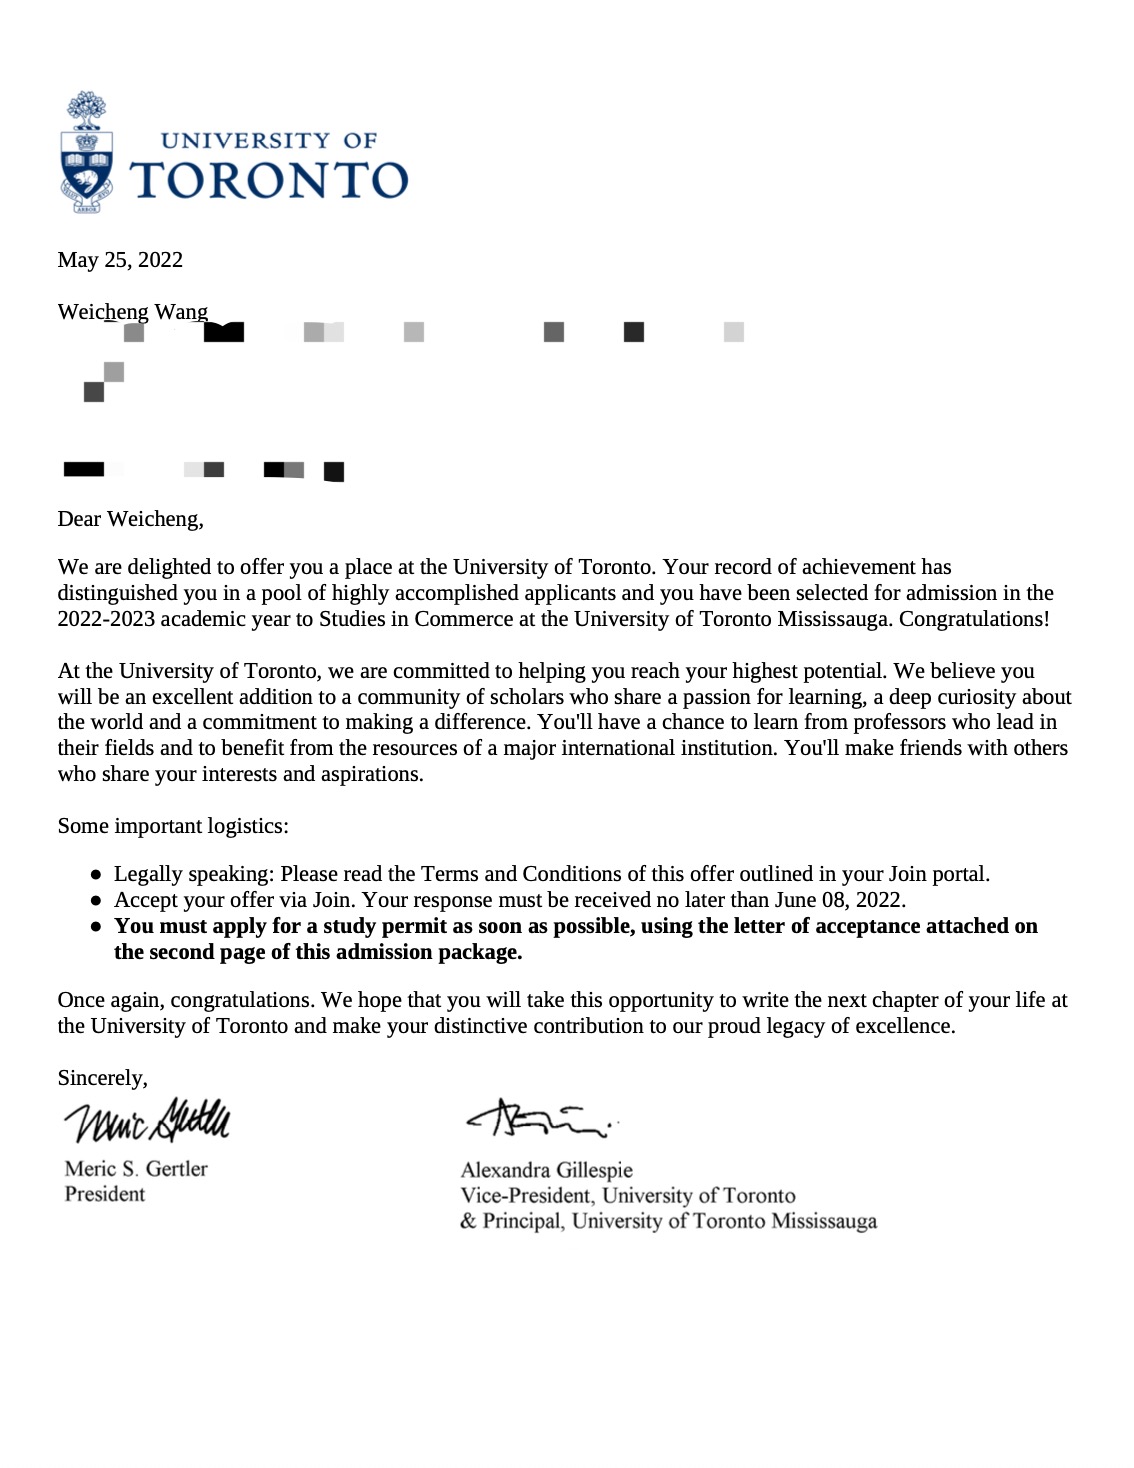 UNIVERSITY OF
TORONTO
May 25, 2022
Weicheng Wang
Dear Weicheng,
We are delighted to offer you a place at the University of Toronto. Your record of achievement has
distinguished you in a pool of highly accomplished applicants and you have been selected for admission in the
2022-2023 academic year to Studies in Commerce at the University of Toronto Mississauga. Congratulations!
At the University of Toronto, we are committed to helping you reach your highest potential. We believe you
will be an excellent addition to a community of scholars who share a passion for learning, a deep curiosity about
the world and a commitment to making a difference. You'll have a chance to learn from professors who lead in
their fields and to benefit from the resources of a major international institution. You'll make friends with others
who share your interests and aspirations.
Some important logistics:
● Legally speaking: Please read the Terms and Conditions of this offer outlined in your Join portal.
● Accept your offer via Join. Your response must be received no later than June 08, 2022.
● You must apply for a study permit as soon as possible, using the letter of acceptance attached on
the second page of this admission package.
Once again, congratulations. We hope that you will take this opportunity to write the next chapter of your life at
the University of Toronto and make your distinctive contribution to our proud legacy of excellence.
Sincerely,
Meric S. Gertler
President
Alexandra Gillespie
Vice-President, University of Toronto
& Principal, University of Toronto Mississauga